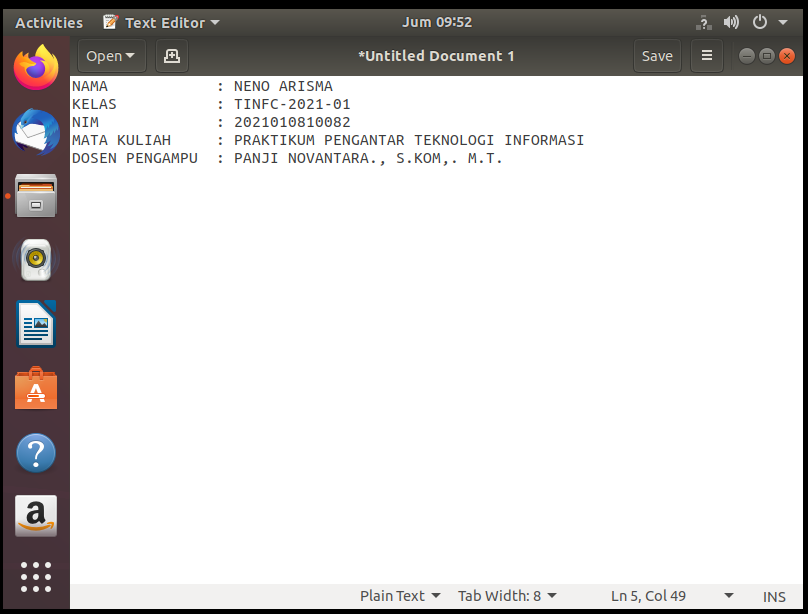 Activities Text Editor Jum 09:52
Open *Untitled Document 1 Save
NAMA : NENO ARISMA
KELAS : TINFC-2021-01
NIM : 2021010810082
MATA KULIAH : PRAKTIKUM PENGANTAR TEKNOLOGI INFORMASI
DOSEN PENGAMPU : PANJI NOVANTARA., S.KOM,. M.T.
Plain Text Tab Width: 8 Ln 5, Col 49 INS